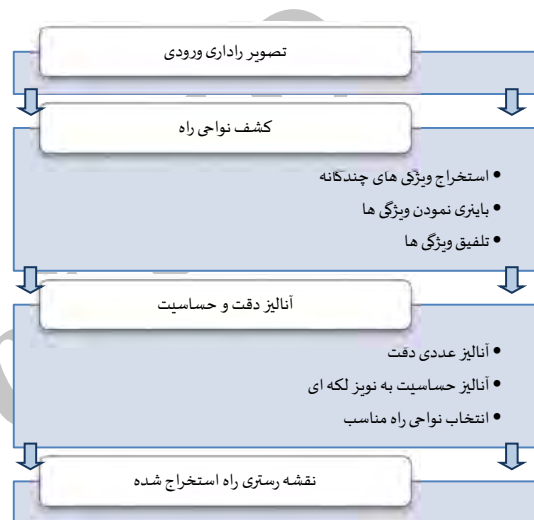 تصویر راداری ورودی
کشف نواحی راه
• استخراج ویژگی های چندگانه
• باینری نمودن ویژگی ها
• تلفیق ویژگی ها
آنالیز دقت و حساسیت
• آنالیز عددی دقت
• آنالیز حساسیت به نویز لکه ای
• انتخاب نواحی راه مناسب
نقشه رستری راه استخراج شده